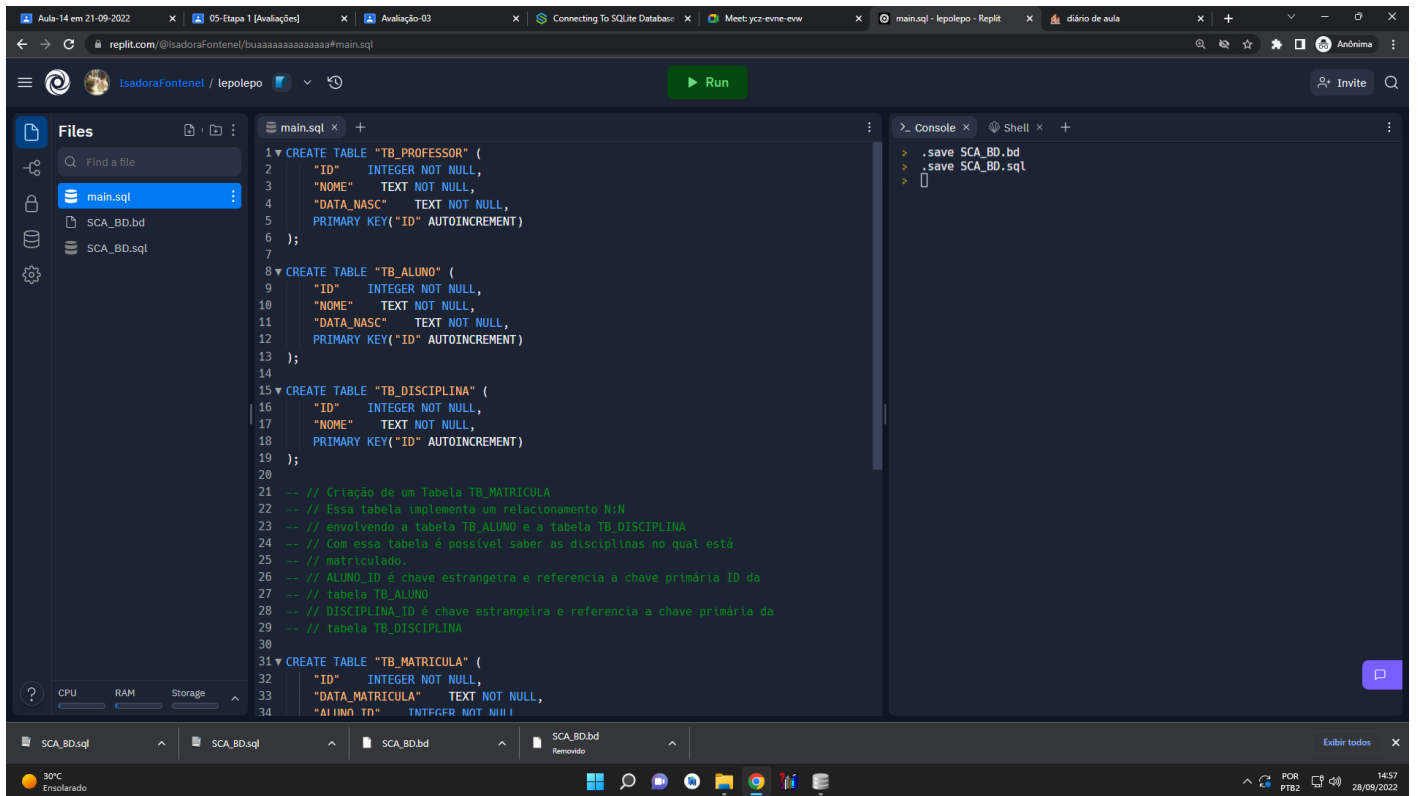 Aula-14 em 21-09-2022
05-Etapa 1 [Avaliações]
Avaliação-03
Connecting To SQLite Database
Meet: ycz-evne-evw
main.sql - lepolepo - Replit
diário de aula
replit.com/@IsadoraFontenel/buaaaaaaaaaaaaaa#main.sql
Anônima
IsadoraFontenel / lepolepo
Run
Invite
Files
Find a file
main.sql
SCA_BD.bd
SCA_BD.sql
CPU RAM Storage
main.sql
1 CREATE TABLE "TB_PROFESSOR" (
2 "ID" INTEGER NOT NULL,
3 "NOME" TEXT NOT NULL,
4 "DATA_NASC" TEXT NOT NULL,
5 PRIMARY KEY("ID" AUTOINCREMENT)
6 );
7
8 CREATE TABLE "TB_ALUNO" (
9 "ID" INTEGER NOT NULL,
10 "NOME" TEXT NOT NULL,
11 "DATA_NASC" TEXT NOT NULL,
12 PRIMARY KEY("ID" AUTOINCREMENT)
13 );
14
15 CREATE TABLE "TB_DISCIPLINA" (
16 "ID" INTEGER NOT NULL,
17 "NOME" TEXT NOT NULL,
18 PRIMARY KEY("ID" AUTOINCREMENT)
19 );
20
21 -- // Criação de um Tabela TB_MATRICULA
22 -- // Essa tabela implementa um relacionamento N:N
23 -- // envolvendo a tabela TB_ALUNO e a tabela TB_DISCIPLINA
24 -- // Com essa tabela é possível saber as disciplinas no qual está
25 -- // matriculado.
26 -- // ALUNO_ID é chave estrangeira e referencia a chave primária ID da
27 -- // tabela TB_ALUNO
28 -- // DISCIPLINA_ID é chave estrangeira e referencia a chave primária da
29 -- // tabela TB_DISCIPLINA
30
31 CREATE TABLE "TB_MATRICULA" (
32 "ID" INTEGER NOT NULL,
33 "DATA_MATRICULA" TEXT NOT NULL,
34 "ALUNO_ID" INTEGER NOT NULL
Console
Shell
> .save SCA_BD.bd
> .save SCA_BD.sql
>
SCA_BD.sql
SCA_BD.sql
SCA_BD.bd
SCA_BD.bd
Removido
Exibir todos
30°C
Ensolarado
POR
PTB2
14:57
28/09/2022